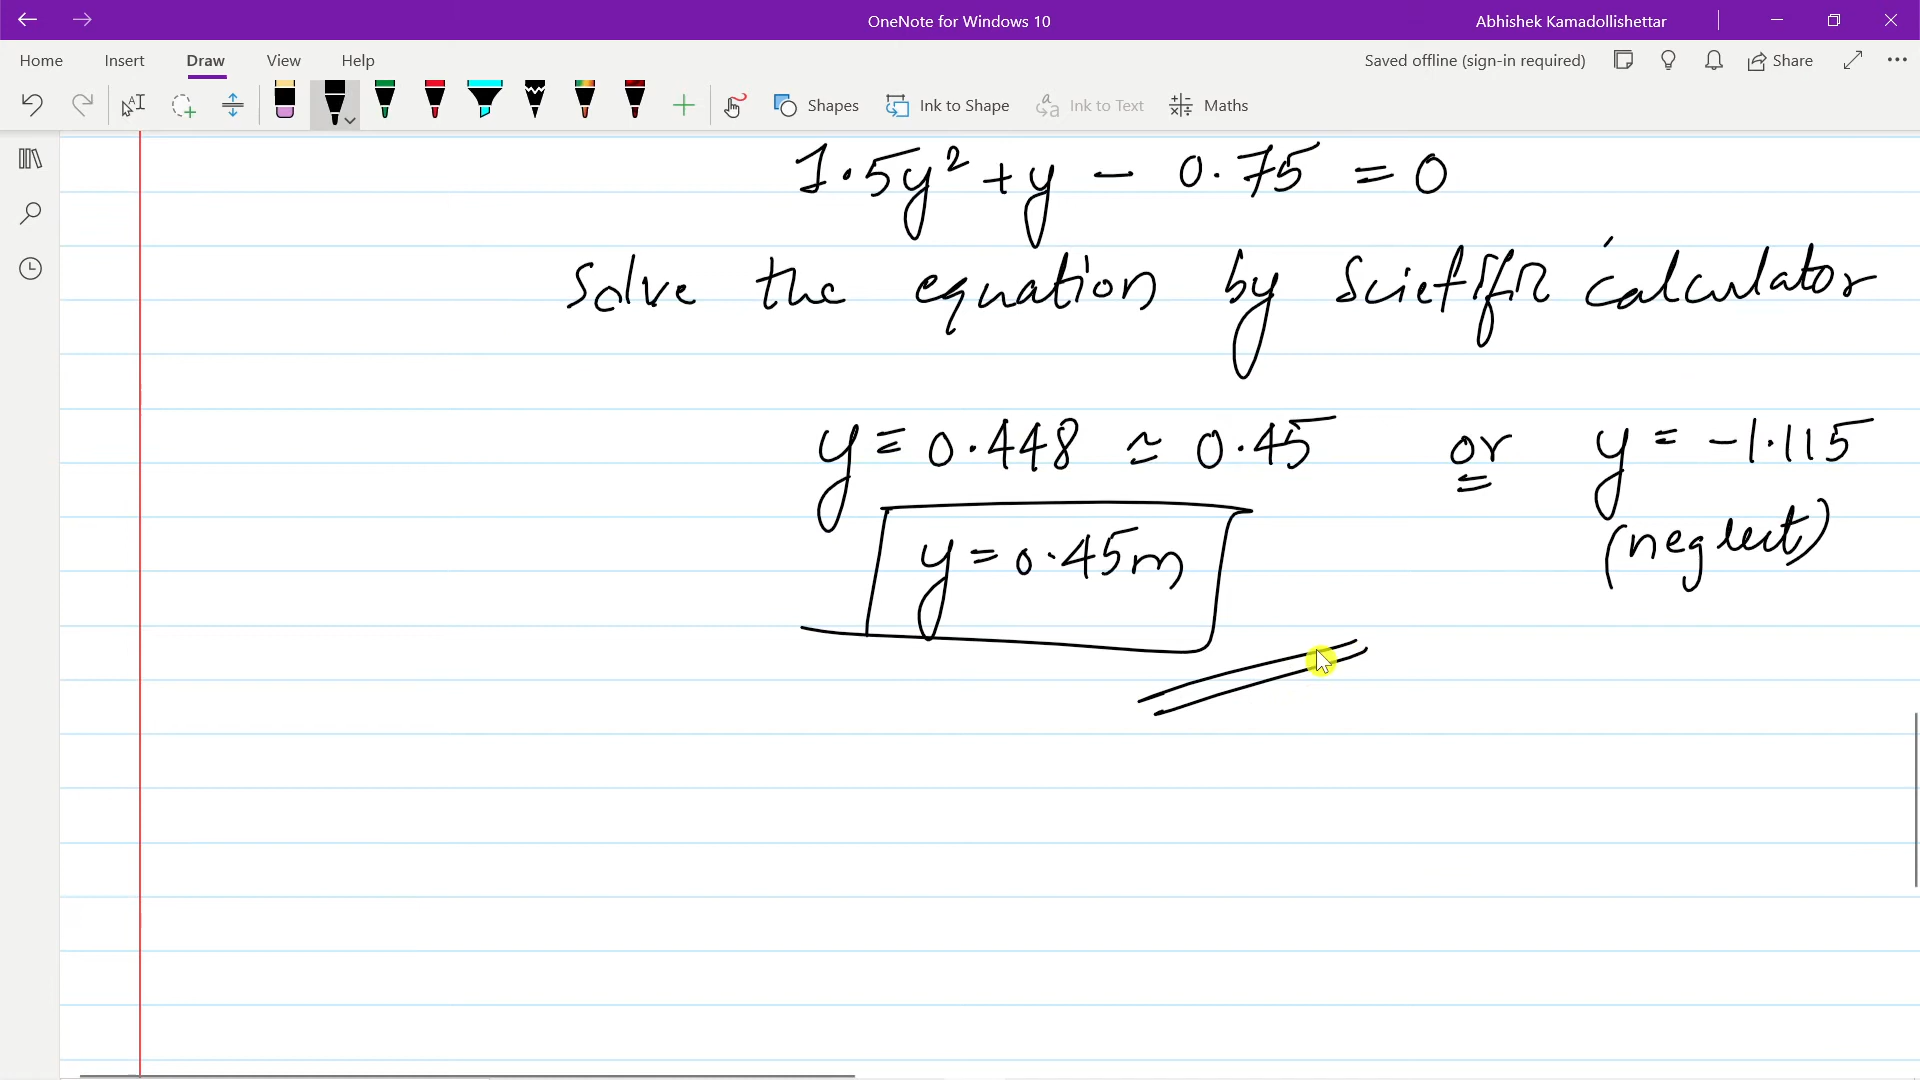 OneNote for Windows 10
Abhishek Kamadollishettar
Home Insert Draw View Help
Saved offline (sign-in required) Share
Shapes Ink to Shape Ink to Text Maths
1.5y² + y - 0.75 = 0
Solve the equation by Scietific calculator
y = 0.448 ≃ 0.45 or y = -1.115
(neglect)
y = 0.45m